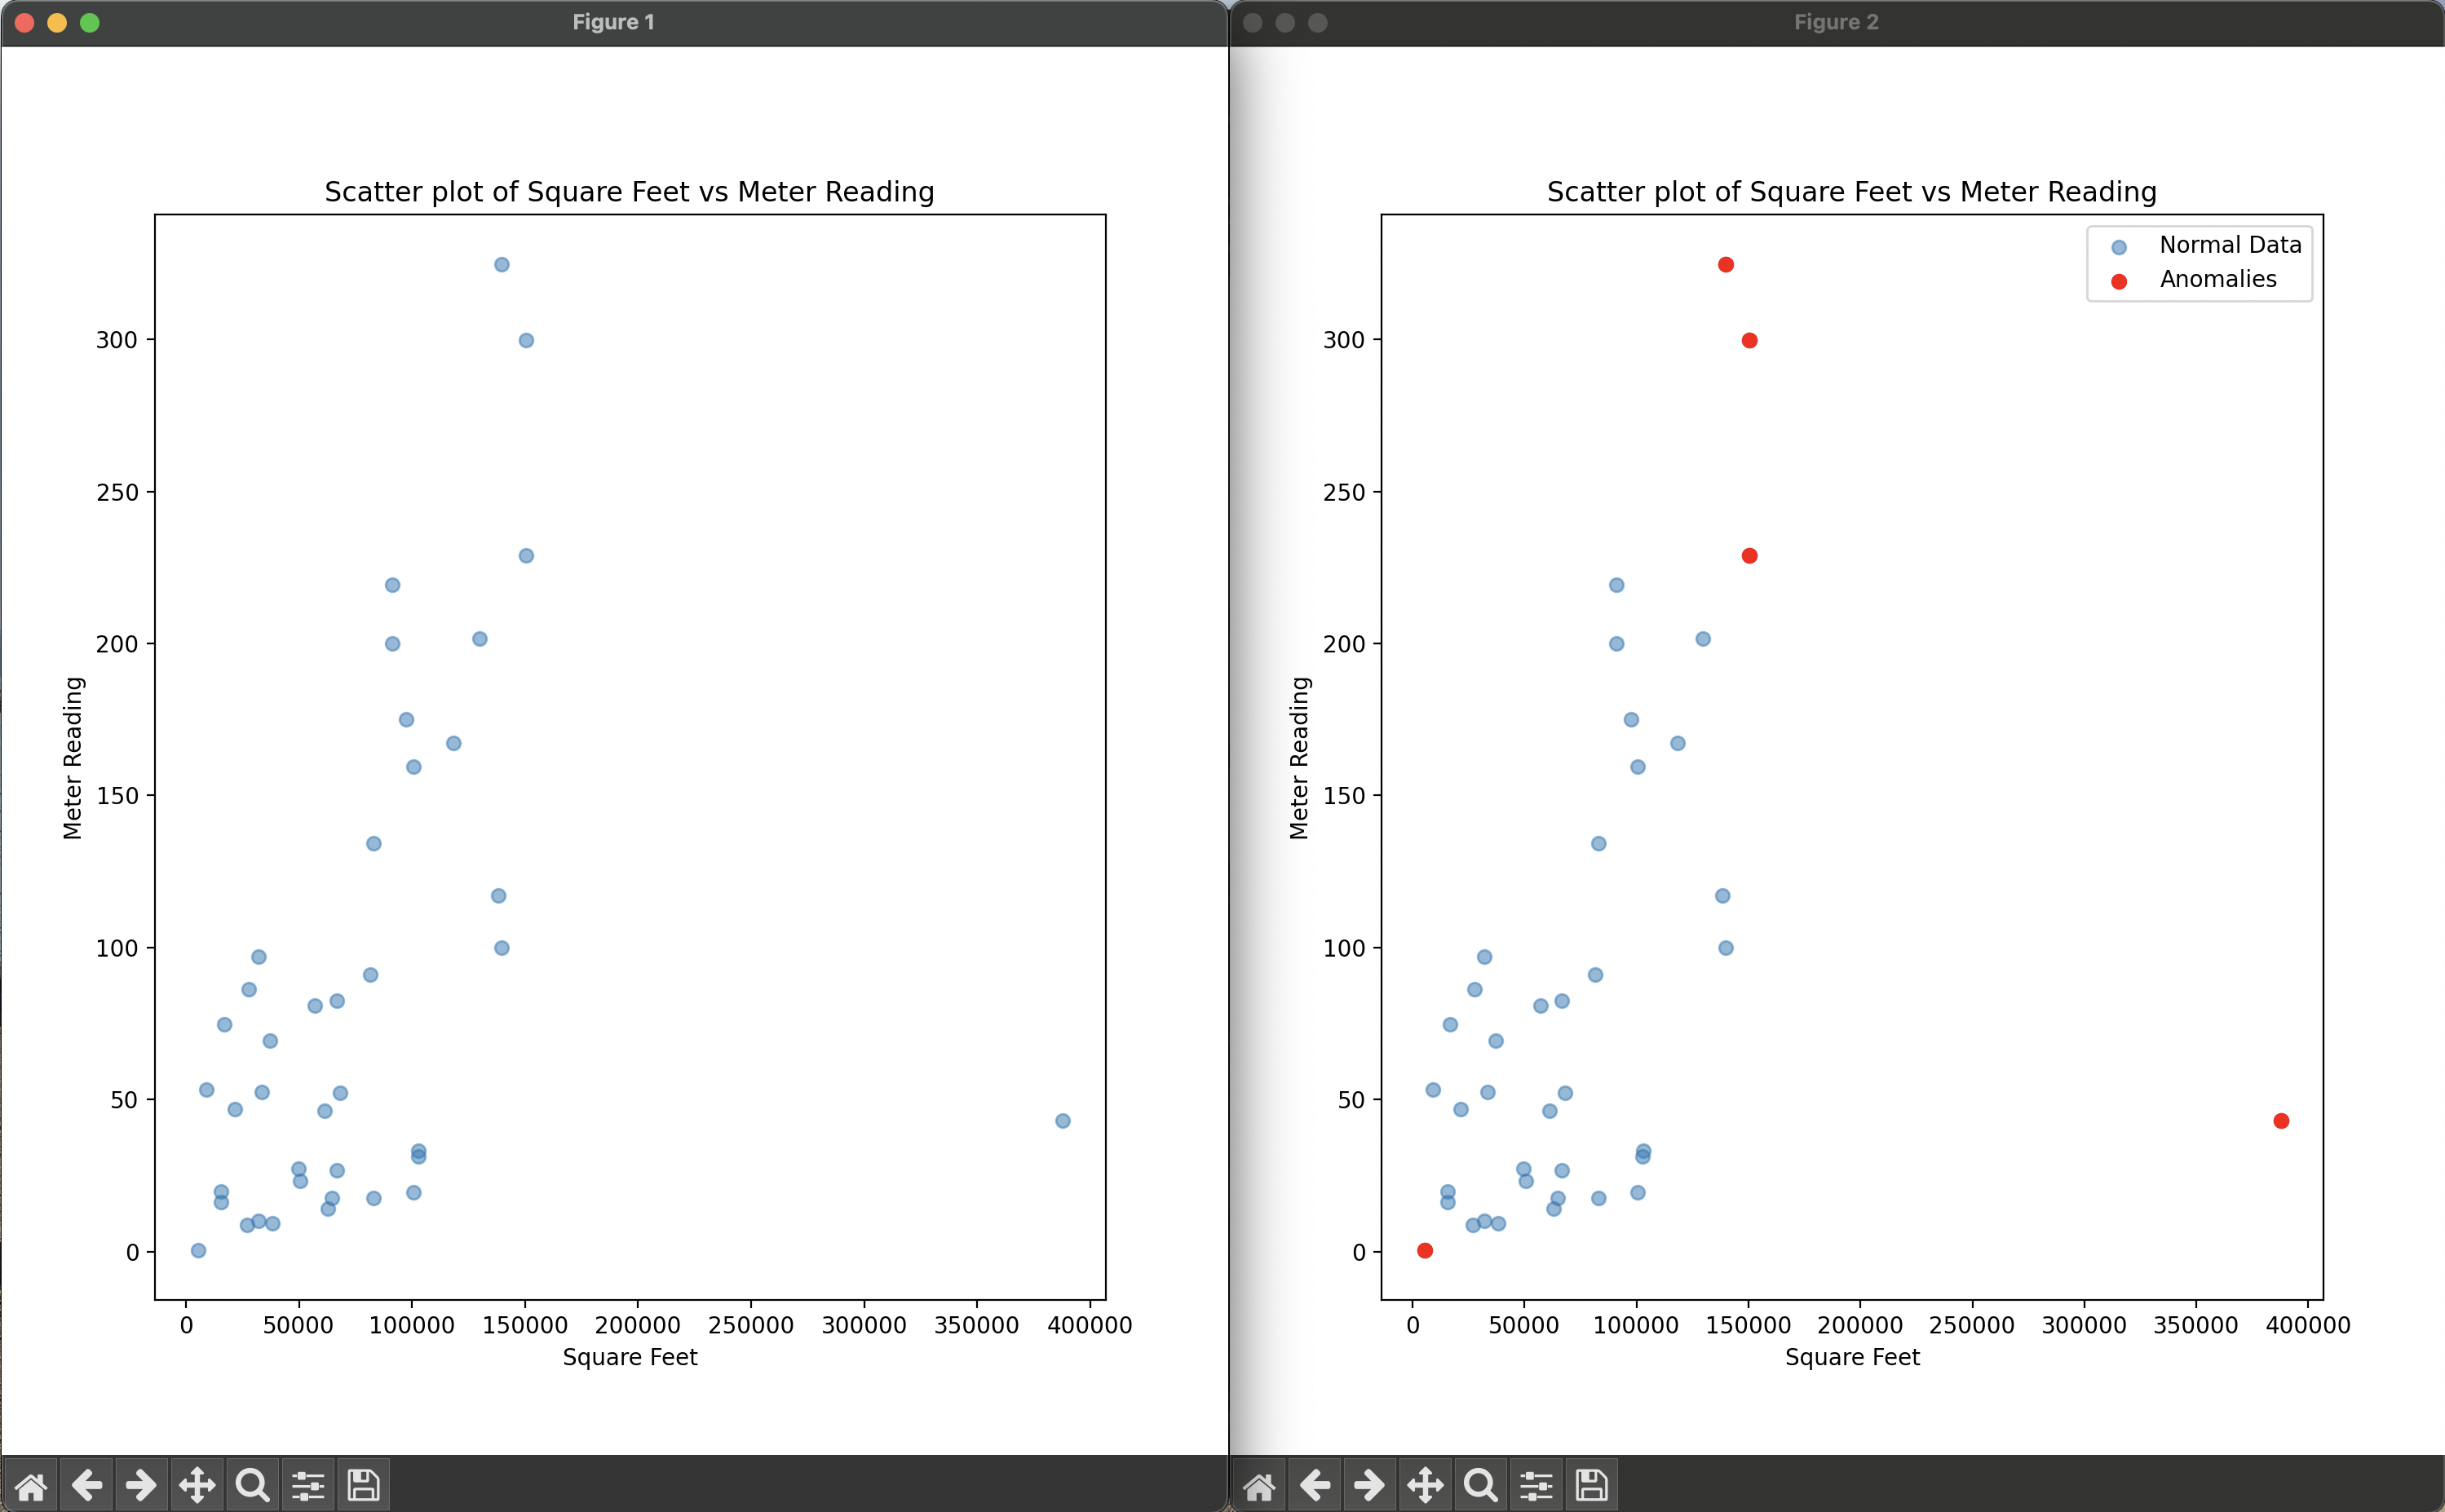 Figure 1
Scatter plot of Square Feet vs Meter Reading
300
250
200
150
100
50
0
Meter Reading
0 50000 100000 150000 200000 250000 300000 350000 400000
Square Feet
Figure 2
Scatter plot of Square Feet vs Meter Reading
Normal Data
Anomalies
300
250
200
150
100
50
0
Meter Reading
0 50000 100000 150000 200000 250000 300000 350000 400000
Square Feet